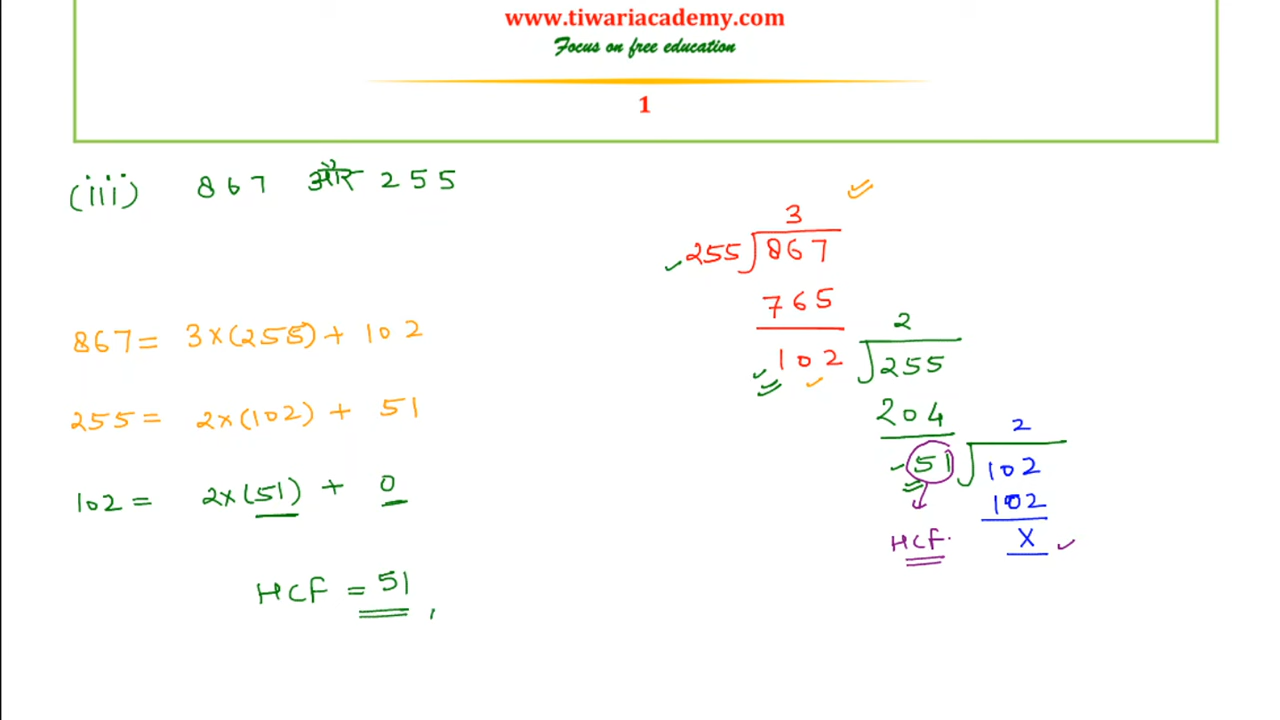 www.tiwariacademy.com
Focus on free education
1
(iii) 867 और 255
867 = 3×(255) + 102
255 = 2×(102) + 51
102 = 2×(51) + 0
HCF = 51,
3
255 867
765
102
2
255
204
51
2
102
102
X
HCF.